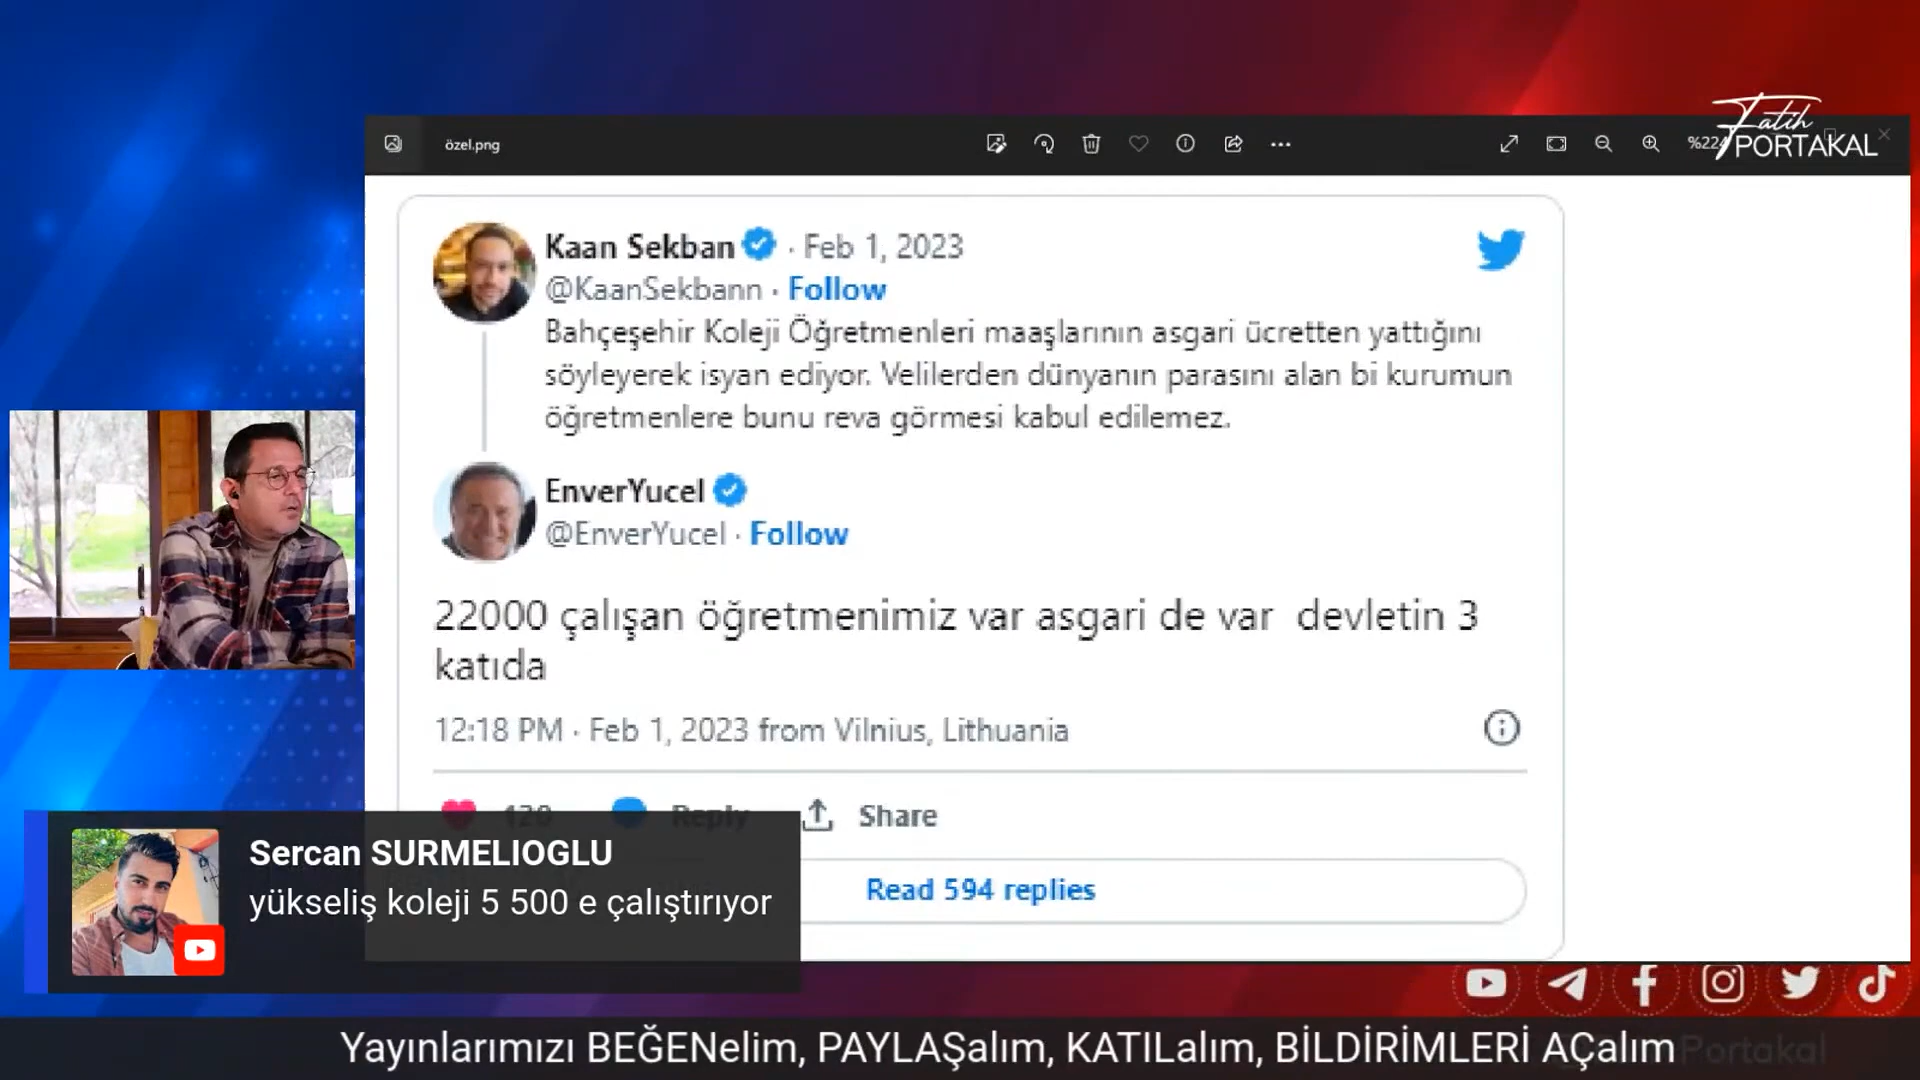 özel.png
Fatih
PORTAKAL
Kaan Sekban · Feb 1, 2023
@KaanSekbann · Follow
Bahçeşehir Koleji Öğretmenleri maaşlarının asgari ücretten yattığını
söyleyerek isyan ediyor. Velilerden dünyanın parasını alan bi kurumun
öğretmenlere bunu reva görmesi kabul edilemez.
EnverYucel
@EnverYucel · Follow
22000 çalışan öğretmenimiz var asgari de var devletin 3
katıda
12:18 PM · Feb 1, 2023 from Vilnius, Lithuania
120 Reply Share
Read 594 replies
Sercan SURMELIOGLU
yükseliş koleji 5 500 e çalıştırıyor
Yayınlarımızı BEĞENelim, PAYLAŞalım, KATILalım, BİLDİRİMLERİ AÇalım
Portakal